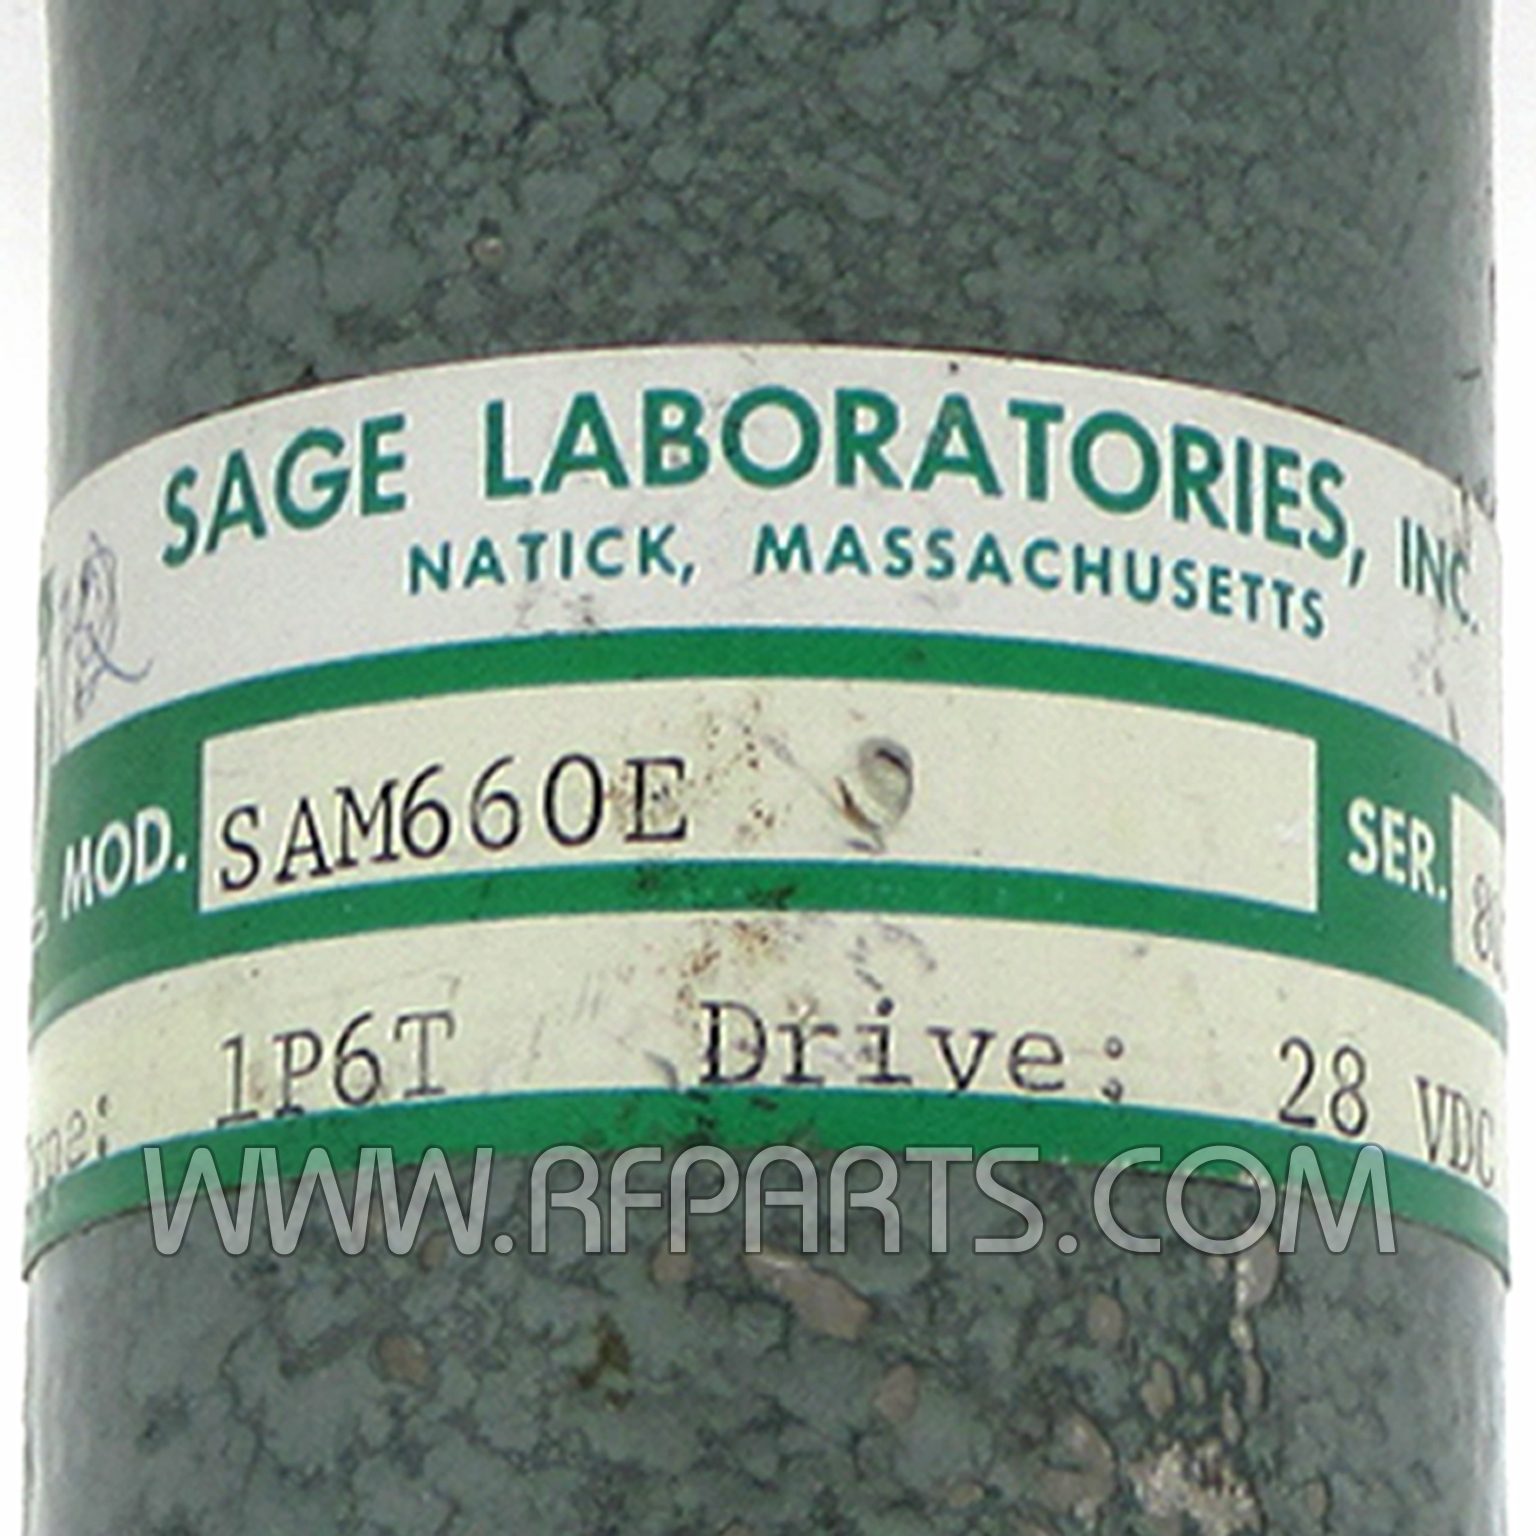 SAGE LABORATORIES, INC.
NATICK, MASSACHUSETTS
MOD. SAM660E SER.
1P6T Drive: 28 VDC
WWW.RFPARTS.COM